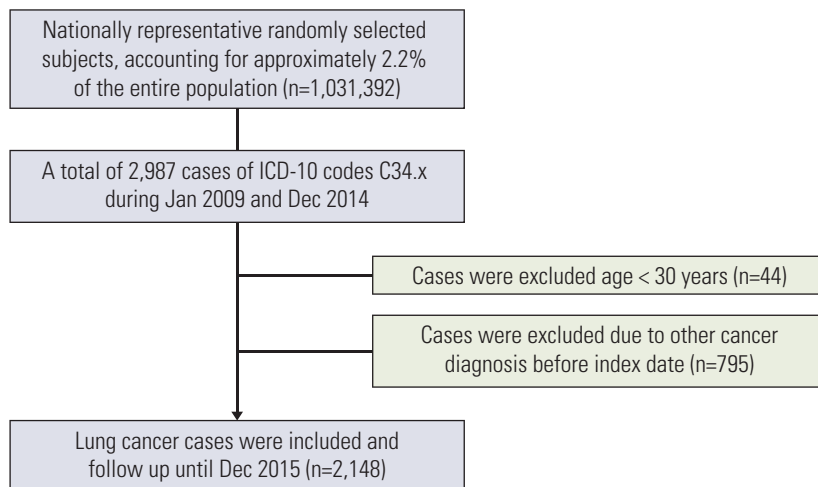 Nationally representative randomly selected
subjects, accounting for approximately 2.2%
of the entire population (n=1,031,392)
A total of 2,987 cases of ICD-10 codes C34.x
during Jan 2009 and Dec 2014
Cases were excluded age < 30 years (n=44)
Cases were excluded due to other cancer
diagnosis before index date (n=795)
Lung cancer cases were included and
follow up until Dec 2015 (n=2,148)